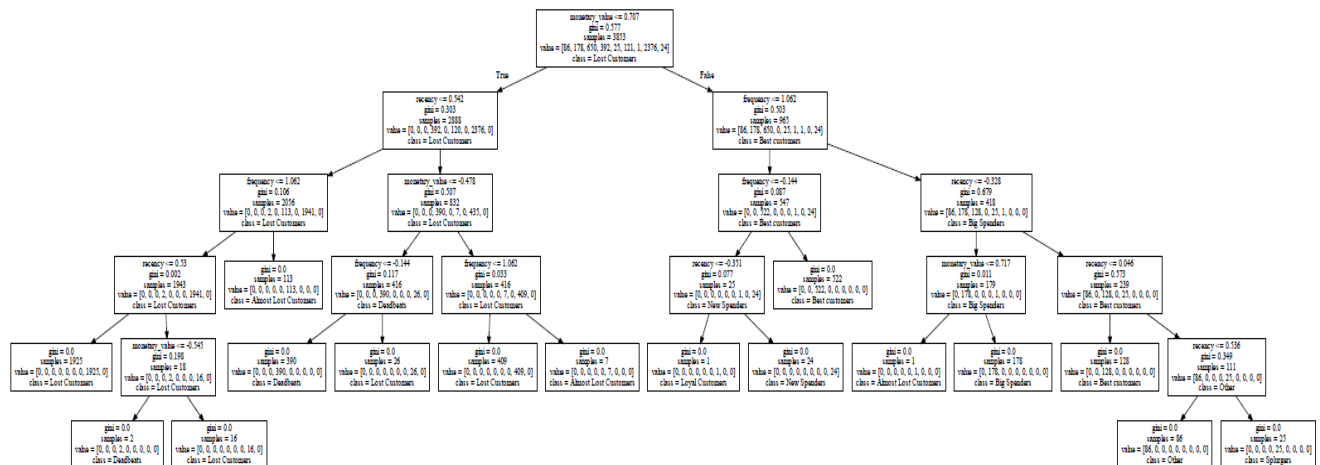 monetary_value <= 0.707
gini = 0.577
samples = 3853
value = [86, 178, 650, 392, 25, 121, 1, 2376, 24]
class = Lost Customers
True
False
recency <= 0.542
gini = 0.303
samples = 2888
value = [0, 0, 0, 392, 0, 120, 0, 2376, 0]
class = Lost Customers
frequency <= 1.062
gini = 0.503
samples = 965
value = [86, 178, 650, 0, 25, 1, 1, 0, 24]
class = Best customers
frequency <= 1.062
gini = 0.106
samples = 2056
value = [0, 0, 0, 2, 0, 113, 0, 1941, 0]
class = Lost Customers
monetary_value <= -0.478
gini = 0.507
samples = 832
value = [0, 0, 0, 390, 0, 7, 0, 435, 0]
class = Lost Customers
frequency <= -0.144
gini = 0.087
samples = 547
value = [0, 0, 522, 0, 0, 0, 1, 0, 24]
class = Best customers
recency <= -0.328
gini = 0.679
samples = 418
value = [86, 178, 128, 0, 25, 1, 0, 0, 0]
class = Big Spenders
recency <= 0.53
gini = 0.002
samples = 1943
value = [0, 0, 0, 2, 0, 0, 0, 1941, 0]
class = Lost Customers
gini = 0.0
samples = 113
value = [0, 0, 0, 0, 0, 113, 0, 0, 0]
class = Almost Lost Customers
frequency <= -0.144
gini = 0.117
samples = 416
value = [0, 0, 0, 390, 0, 0, 0, 26, 0]
class = Deadbeats
frequency <= 1.062
gini = 0.033
samples = 416
value = [0, 0, 0, 0, 0, 7, 0, 409, 0]
class = Lost Customers
recency <= -0.351
gini = 0.077
samples = 25
value = [0, 0, 0, 0, 0, 0, 1, 0, 24]
class = New Spenders
gini = 0.0
samples = 522
value = [0, 0, 522, 0, 0, 0, 0, 0, 0]
class = Best customers
monetary_value <= 0.717
gini = 0.011
samples = 179
value = [0, 178, 0, 0, 0, 1, 0, 0, 0]
class = Big Spenders
recency <= 0.046
gini = 0.573
samples = 239
value = [86, 0, 128, 0, 25, 0, 0, 0, 0]
class = Best customers
gini = 0.0
samples = 1925
value = [0, 0, 0, 0, 0, 0, 0, 1925, 0]
class = Lost Customers
monetary_value <= -0.545
gini = 0.198
samples = 18
value = [0, 0, 0, 2, 0, 0, 0, 16, 0]
class = Lost Customers
gini = 0.0
samples = 390
value = [0, 0, 0, 390, 0, 0, 0, 0, 0]
class = Deadbeats
gini = 0.0
samples = 26
value = [0, 0, 0, 0, 0, 0, 0, 26, 0]
class = Lost Customers
gini = 0.0
samples = 409
value = [0, 0, 0, 0, 0, 0, 0, 409, 0]
class = Lost Customers
gini = 0.0
samples = 7
value = [0, 0, 0, 0, 0, 7, 0, 0, 0]
class = Almost Lost Customers
gini = 0.0
samples = 1
value = [0, 0, 0, 0, 0, 0, 1, 0, 0]
class = Loyal Customers
gini = 0.0
samples = 24
value = [0, 0, 0, 0, 0, 0, 0, 0, 24]
class = New Spenders
gini = 0.0
samples = 1
value = [0, 0, 0, 0, 0, 1, 0, 0, 0]
class = Almost Lost Customers
gini = 0.0
samples = 178
value = [0, 178, 0, 0, 0, 0, 0, 0, 0]
class = Big Spenders
gini = 0.0
samples = 128
value = [0, 0, 128, 0, 0, 0, 0, 0, 0]
class = Best customers
recency <= 0.536
gini = 0.349
samples = 111
value = [86, 0, 0, 0, 25, 0, 0, 0, 0]
class = Other
gini = 0.0
samples = 2
value = [0, 0, 0, 2, 0, 0, 0, 0, 0]
class = Deadbeats
gini = 0.0
samples = 16
value = [0, 0, 0, 0, 0, 0, 0, 16, 0]
class = Lost Customers
gini = 0.0
samples = 86
value = [86, 0, 0, 0, 0, 0, 0, 0, 0]
class = Other
gini = 0.0
samples = 25
value = [0, 0, 0, 0, 25, 0, 0, 0, 0]
class = Splurgers